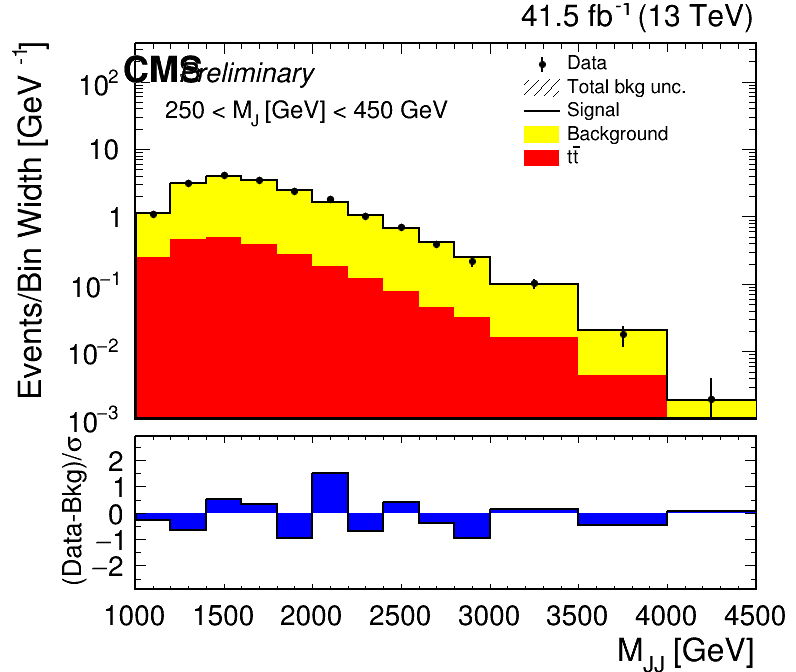 41.5 fb⁻¹ (13 TeV)
CMS Preliminary
250 < M_J [GeV] < 450 GeV
Data
Total bkg unc.
Signal
Background
tt̄
Events/Bin Width [GeV⁻¹]
10²
10
1
10⁻¹
10⁻²
10⁻³
(Data-Bkg)/σ
2
1
0
−1
−2
1000 1500 2000 2500 3000 3500 4000 4500
M_JJ [GeV]